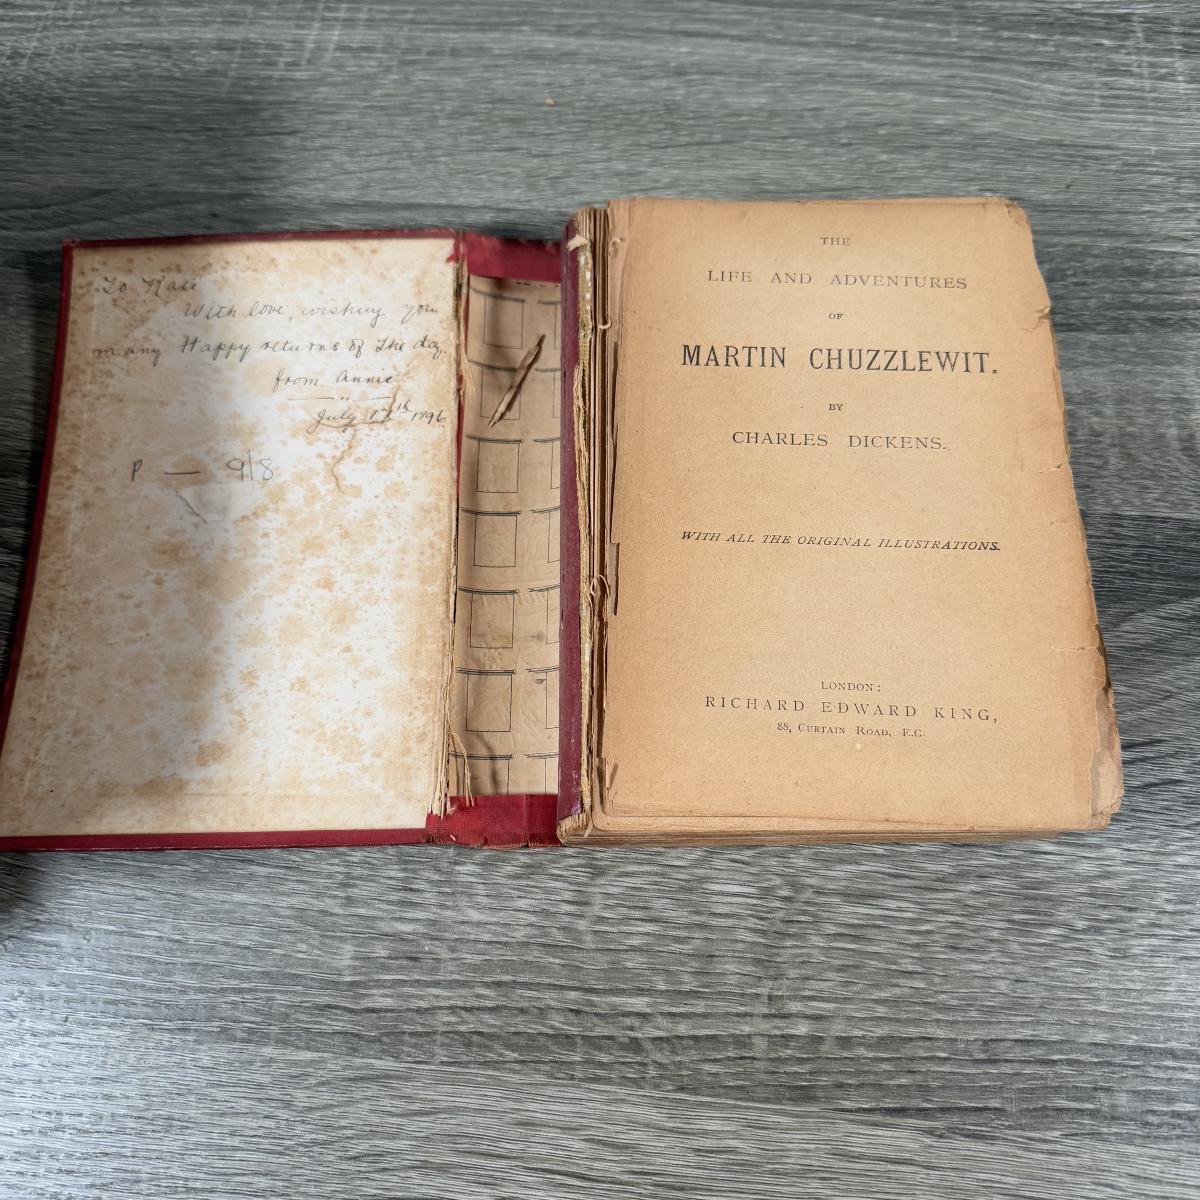 To Kate
With love, wishing you
many Happy returns of The day.
from Annie
July 12th 1896
P — 9/8
THE
LIFE AND ADVENTURES
OF
MARTIN CHUZZLEWIT.
BY
CHARLES DICKENS.
WITH ALL THE ORIGINAL ILLUSTRATIONS.
LONDON:
RICHARD EDWARD KING,
88, CURTAIN ROAD, E.C.